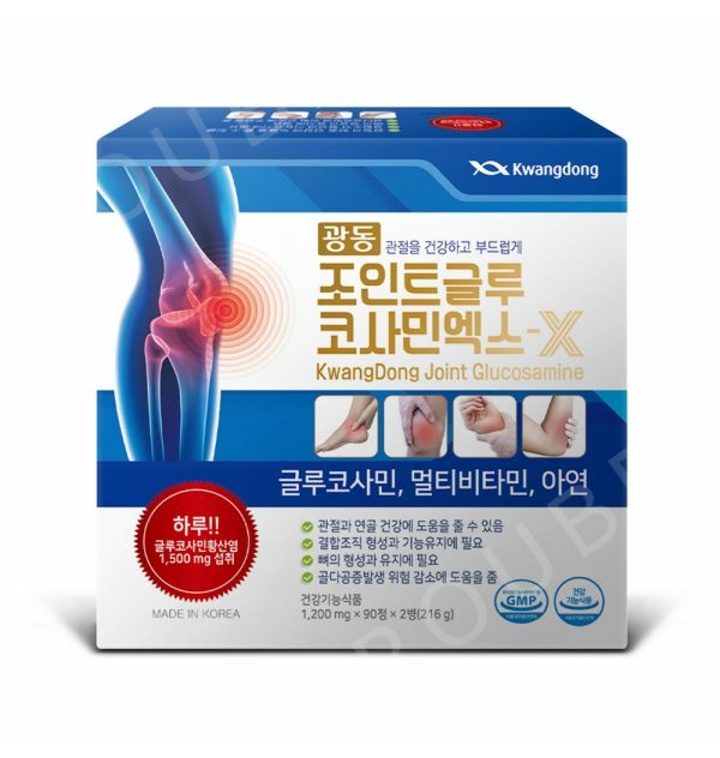 Kwangdong
광동 관절을 건강하고 부드럽게
조인트글루
코사민엑스-X
KwangDong Joint Glucosamine
글루코사민, 멀티비타민, 아연
하루!!
글루코사민황산염
1,500 mg 섭취
관절과 연골 건강에 도움을 줄 수 있음
결합조직 형성과 기능유지에 필요
뼈의 형성과 유지에 필요
골다공증발생 위험 감소에 도움을 줌
건강기능식품
1,200 mg × 90정 × 2병(216 g)
GMP
건강
기능식품
MADE IN KOREA